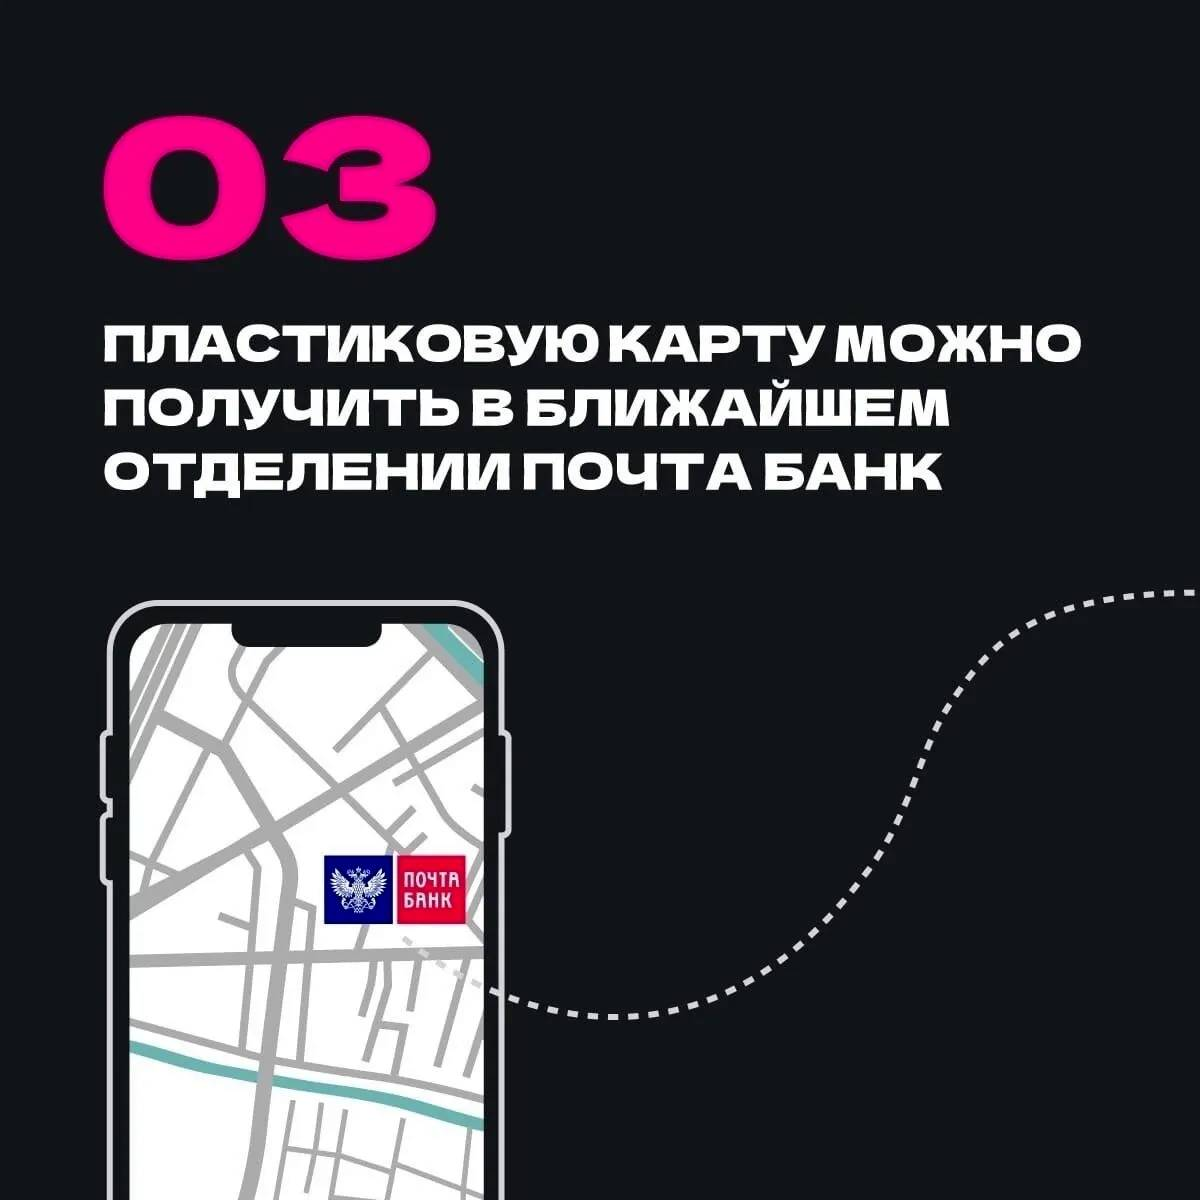 03
ПЛАСТИКОВУЮ КАРТУ МОЖНО
ПОЛУЧИТЬ В БЛИЖАЙШЕМ
ОТДЕЛЕНИИ ПОЧТА БАНК
ПОЧТА
БАНК